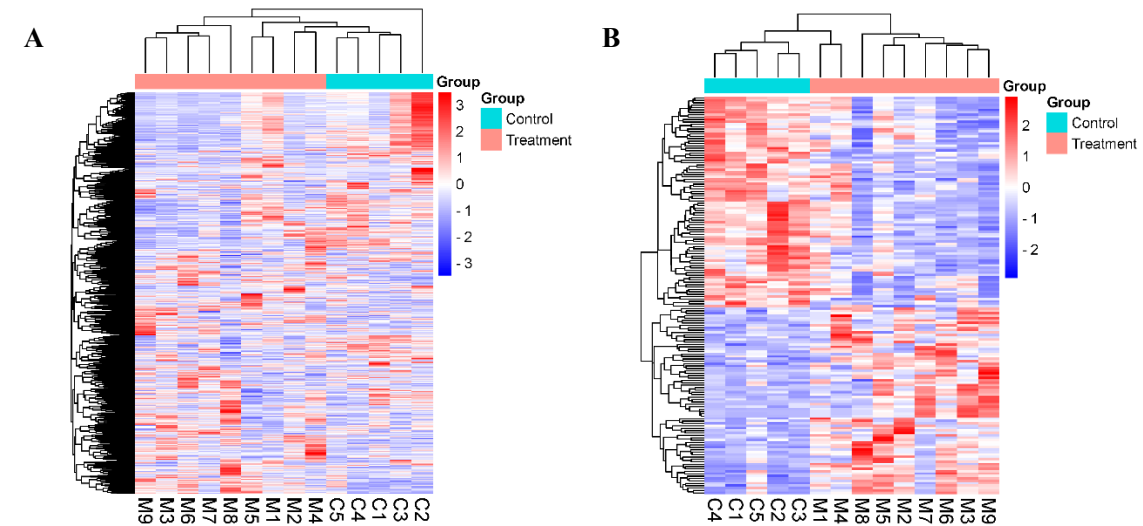 A
Group
3
2
1
0
- 1
- 2
- 3
Group
Control
Treatment
M9 M3 M6 M7 M8 M5 M1 M2 M4 C5 C4 C1 C3 C2
B
Group
2
1
0
- 1
- 2
Group
Control
Treatment
C4 C1 C5 C2 C3 M1 M4 M8 M5 M2 M7 M6 M3 M9